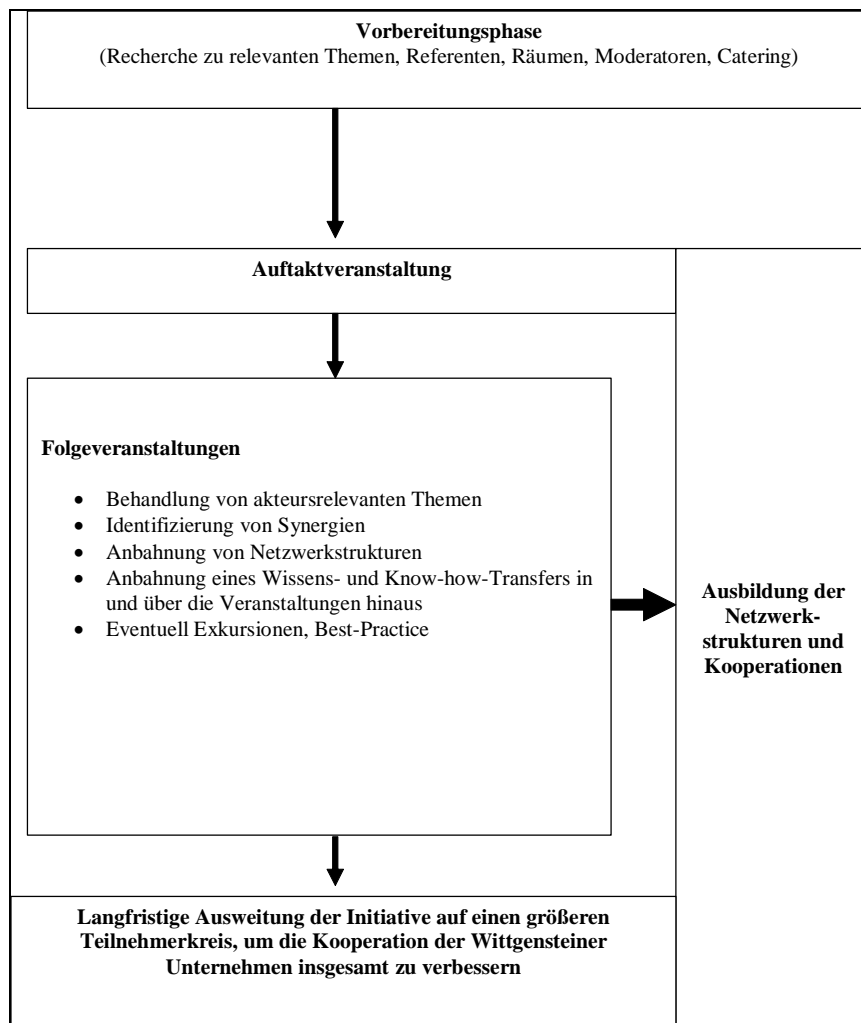 Vorbereitungsphase
(Recherche zu relevanten Themen, Referenten, Räumen, Moderatoren, Catering)
Auftaktveranstaltung
Folgeveranstaltungen
• Behandlung von akteursrelevanten Themen
• Identifizierung von Synergien
• Anbahnung von Netzwerkstrukturen
• Anbahnung eines Wissens- und Know-how-Transfers in
und über die Veranstaltungen hinaus
• Eventuell Exkursionen, Best-Practice
Ausbildung der
Netzwerk-
strukturen und
Kooperationen
Langfristige Ausweitung der Initiative auf einen größeren
Teilnehmerkreis, um die Kooperation der Wittgensteiner
Unternehmen insgesamt zu verbessern